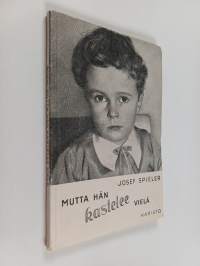 JOSEF SPIELER
MUTTA HÄN
kastelee VIELÄ
KARISTO